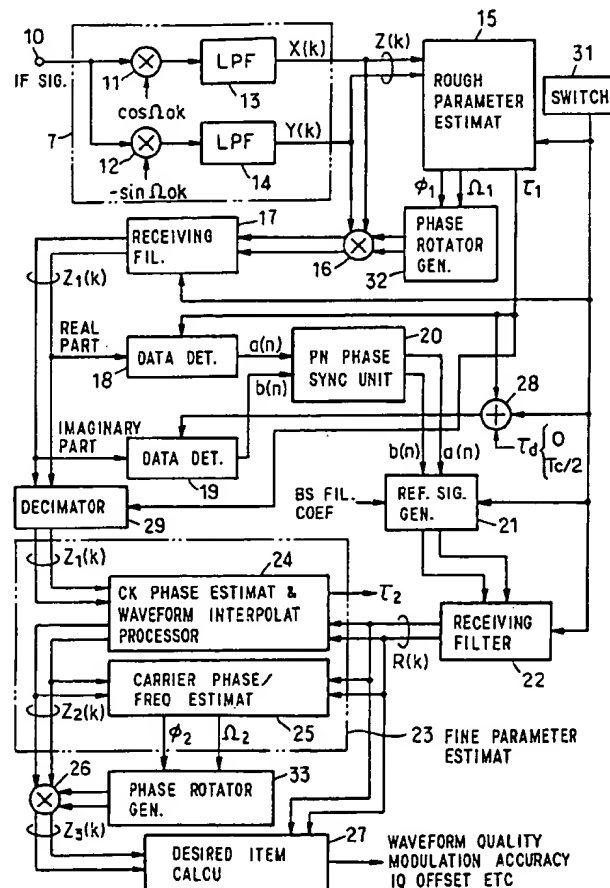 10
IF SIG.
11
cosΩok
LPF
13
X(k)
Z(k)
15
ROUGH
PARAMETER
ESTIMAT
31
SWITCH
7
12
-sinΩok
LPF
14
Y(k)
φ1
Ω1
τ1
17
RECEIVING
FIL.
16
PHASE
ROTATOR
GEN.
32
Z1(k)
REAL
PART
DATA DET.
18
a(n)
b(n)
20
PN PHASE
SYNC UNIT
28
IMAGINARY
PART
DATA DET.
19
b(n)
a(n)
τd { 0
Tc/2
DECIMATOR
29
BS FIL.
COEF
REF. SIG.
GEN.
21
Z1(k)
24
CK PHASE ESTIMAT &
WAVEFORM INTERPOLAT
PROCESSOR
τ2
RECEIVING
FILTER
22
R(k)
CARRIER PHASE/
FREQ ESTIMAT
25
Z2(k)
φ2
Ω2
23 FINE PARAMETER
ESTIMAT
26
PHASE ROTATOR
GEN.
33
Z3(k)
27
DESIRED ITEM
CALCU
WAVEFORM QUALITY
MODULATION ACCURACY
IQ OFFSET ETC